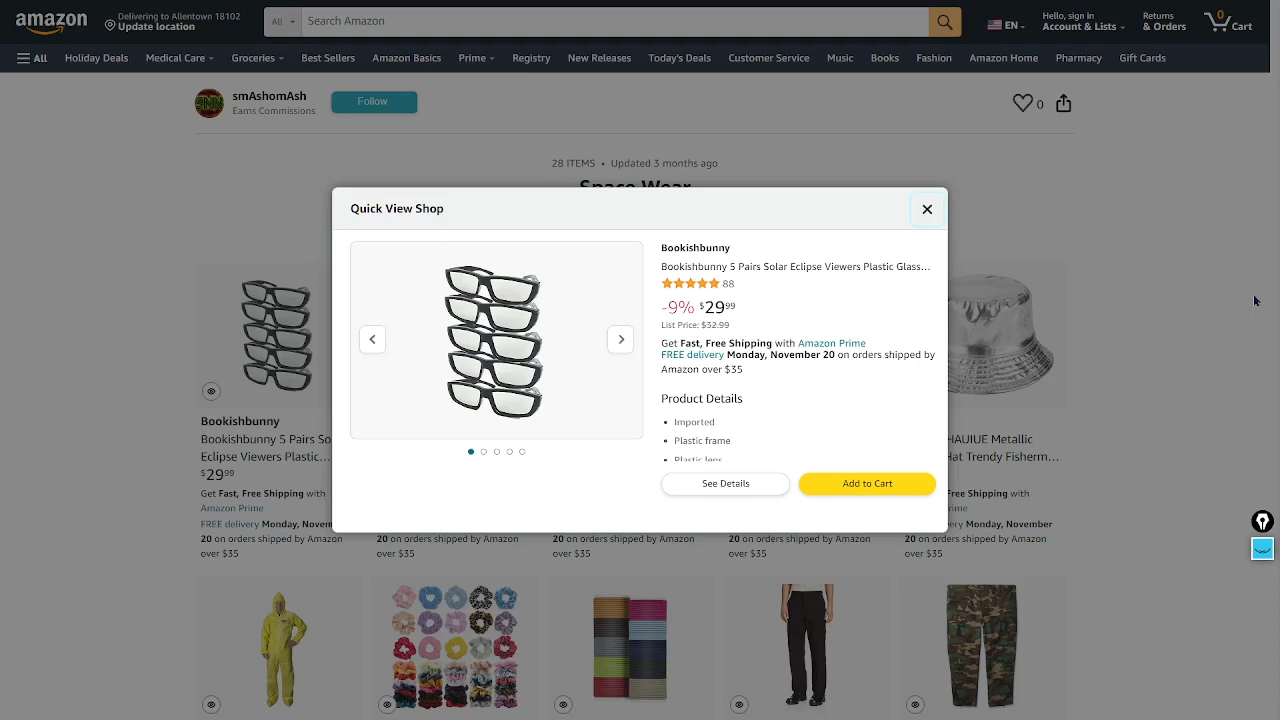 amazon
Delivering to Allentown 18102
Update location
All
Search Amazon
EN
Hello, sign in
Account & Lists
Returns
& Orders
0
Cart
All
Holiday Deals
Medical Care
Groceries
Best Sellers
Amazon Basics
Prime
Registry
New Releases
Today's Deals
Customer Service
Music
Books
Fashion
Amazon Home
Pharmacy
Gift Cards
SNN
smAshomAsh
Earns Commissions
Follow
0
28 ITEMS • Updated 3 months ago
Space Wear
Quick View Shop
Bookishbunny
Bookishbunny 5 Pairs Solar Eclipse Viewers Plastic Glass...
88
-9% $29.99
List Price: $32.99
Get Fast, Free Shipping with Amazon Prime
FREE delivery Monday, November 20 on orders shipped by
Amazon over $35
Product Details
Imported
Plastic frame
Plastic lens
See Details
Add to Cart
Bookishbunny
Bookishbunny 5 Pairs So
Eclipse Viewers Plastic…
$29.99
Get Fast, Free Shipping with
Amazon Prime
FREE delivery Monday, Novem
20 on orders shipped by Amazon
over $35
20 on orders shipped by Amazon
over $35
20 on orders shipped by Amazon
over $35
20 on orders shipped by Amazon
over $35
HAUIUE Metallic
Hat Trendy Fisherm…
Free Shipping with
rime
very Monday, November
20 on orders shipped by Amazon
over $35